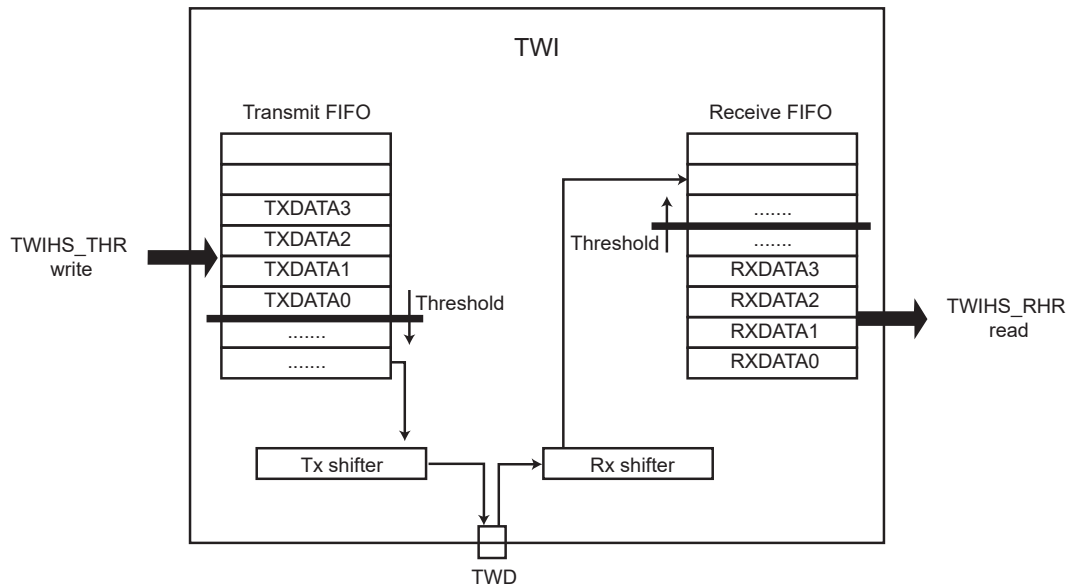 TWI
Transmit FIFO
TXDATA3
TXDATA2
TXDATA1
TXDATA0
.......
.......
TWIHS_THR
write
Threshold
Receive FIFO
.......
.......
RXDATA3
RXDATA2
RXDATA1
RXDATA0
Threshold
TWIHS_RHR
read
Tx shifter
Rx shifter
TWD